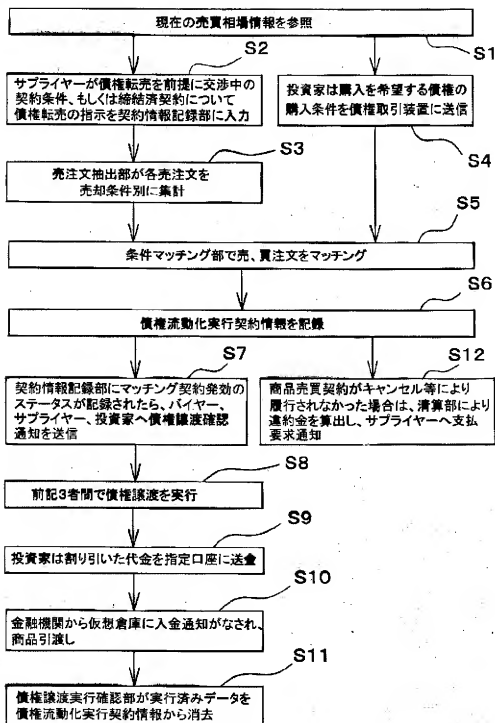 現在の売買相場情報を参照
S1
S2
サプライヤーが債権転売を前提に交渉中の
契約条件、もしくは締結済契約について
債権転売の指示を契約情報記録部に入力
投資家は購入を希望する債権の
購入条件を債権取引装置に送信
S4
S3
売注文抽出部が各売注文を
売却条件別に集計
S5
条件マッチング部で売、買注文をマッチング
S6
債権流動化実行契約情報を記録
S7
契約情報記録部にマッチング契約発効の
ステータスが記録されたら、バイヤー、
サプライヤー、投資家へ債権譲渡確認
通知を送信
S12
商品売買契約がキャンセル等により
履行されなかった場合は、清算部により
違約金を算出し、サプライヤーへ支払
要求通知
S8
前記3者間で債権譲渡を実行
S9
投資家は割り引いた代金を指定口座に送金
S10
金融機関から仮想倉庫に入金通知がなされ、
商品引渡し
S11
債権譲渡実行確認部が実行済みデータを
債権流動化実行契約情報から消去